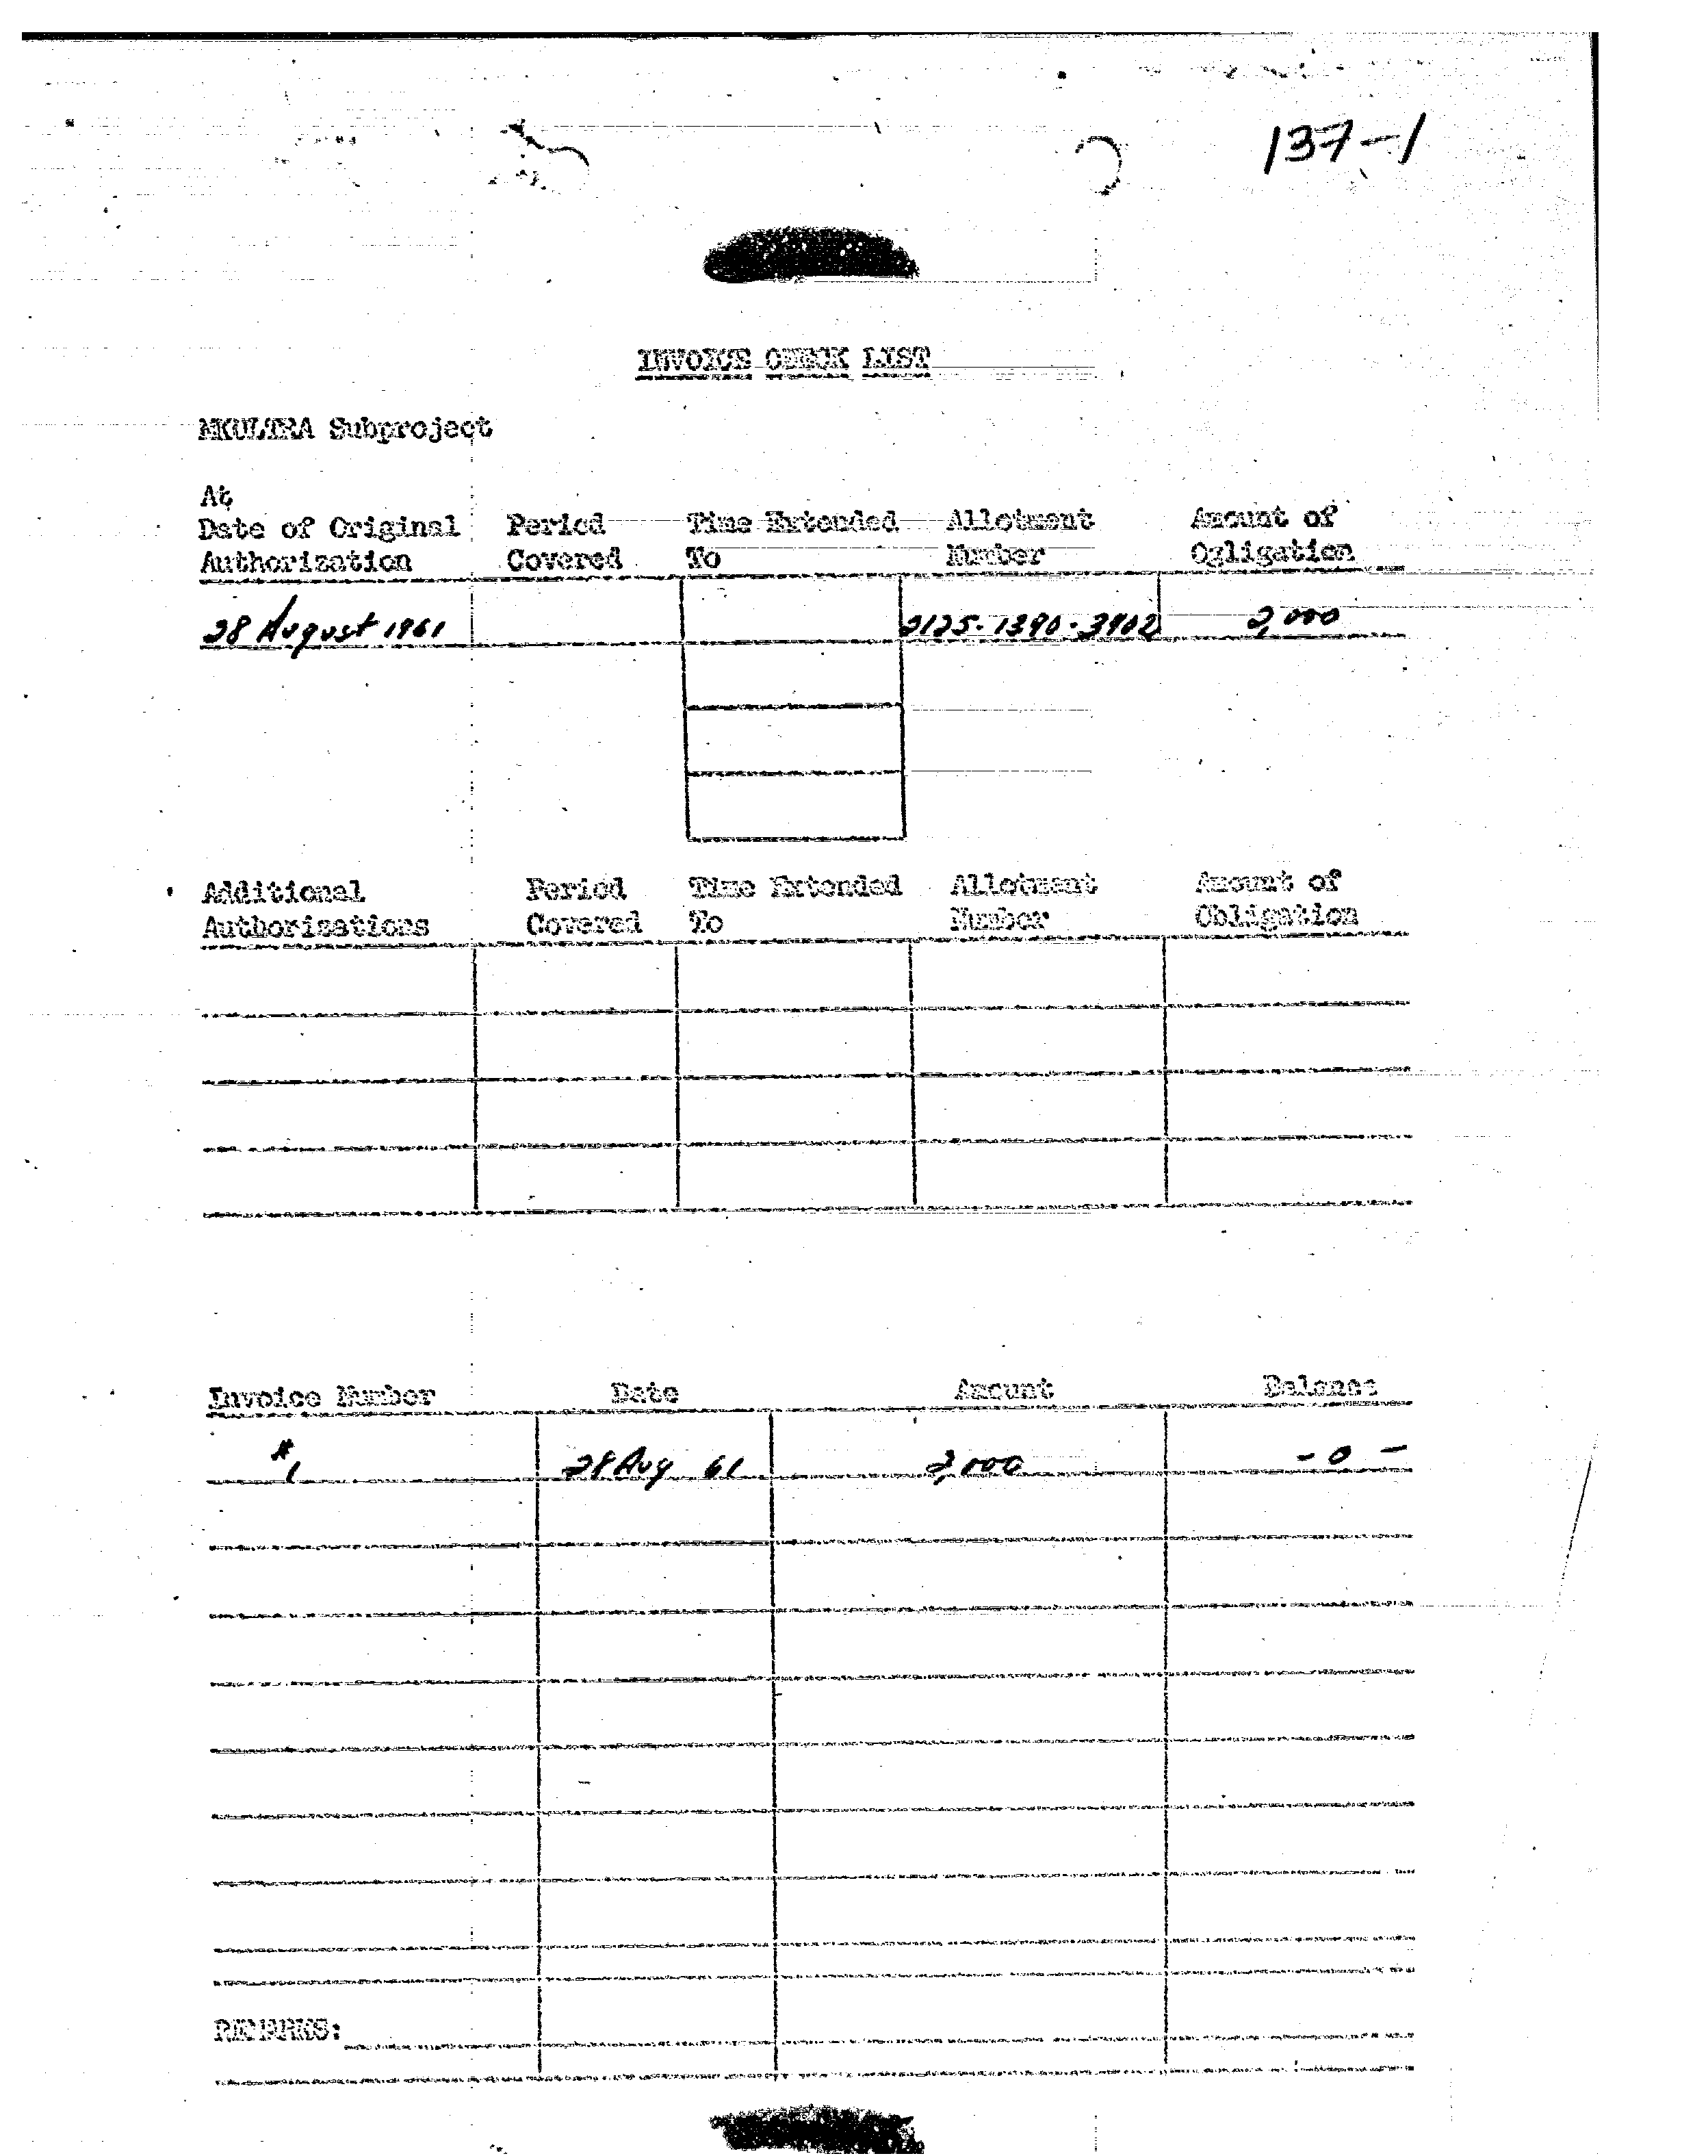 137-1
INVOICE CHECK LIST
MKULTRA Subproject
At
Date of Original Period Time Extended Allotment Amount of
Authorization Covered To Number Ogligation
28 August 1961 2125-1390-3902 2,000
Additional Period Time Extended Allotment Amount of
Authorizations Covered To Number Obligation
Invoice Number Date Amount Balance
#1 28 Aug 61 2,000 -0-
REMARKS: